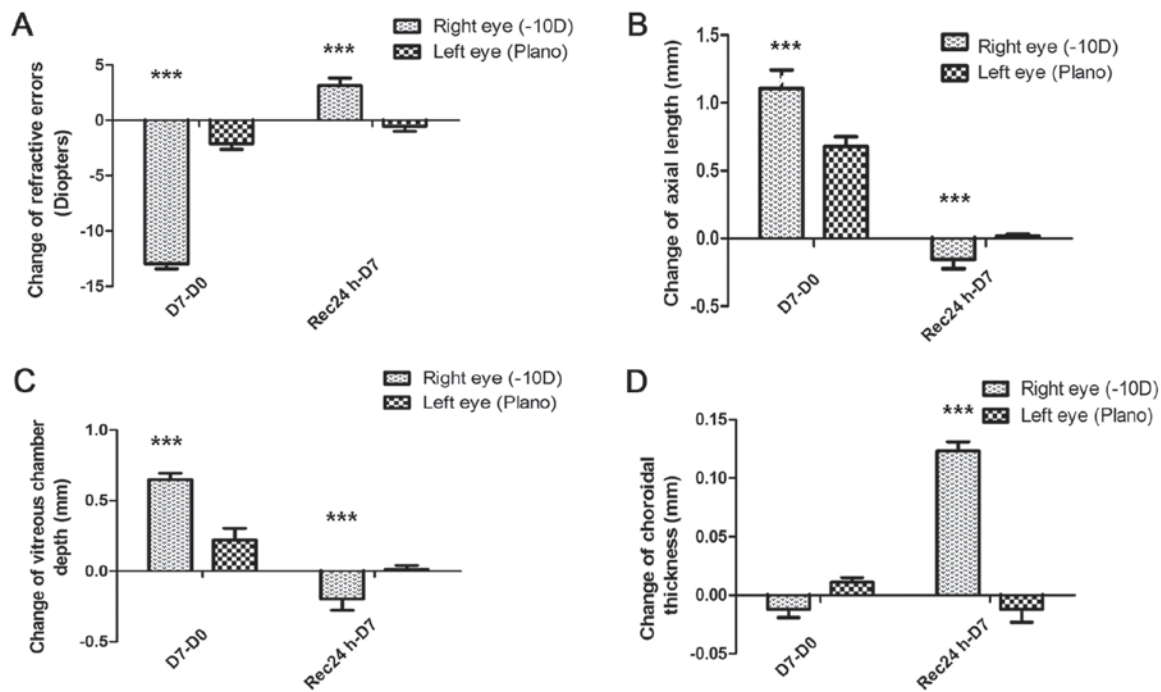 A
Right eye (-10D)
Left eye (Plano)
Change of refractive errors
(Diopters)
5
0
-5
-10
-15
***
***
D7-D0
Rec24 h-D7
B
Right eye (-10D)
Left eye (Plano)
Change of axial length (mm)
1.5
1.0
0.5
0.0
-0.5
***
***
D7-D0
Rec24 h-D7
C
Right eye (-10D)
Left eye (Plano)
Change of vitreous chamber
depth (mm)
1.0
0.5
0.0
-0.5
***
***
D7-D0
Rec24 h-D7
D
Right eye (-10D)
Left eye (Plano)
Change of choroidal
thickness (mm)
0.15
0.10
0.05
0.00
-0.05
***
D7-D0
Rec24 h-D7